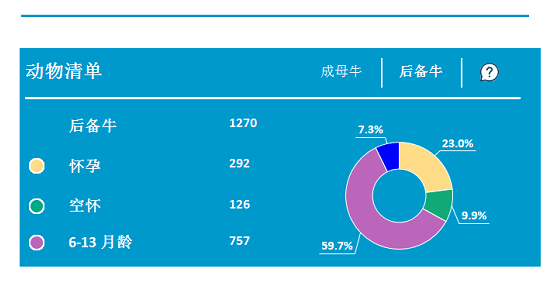 动物清单 成母牛 后备牛 ?
后备牛 1270
7.3%
23.0%
怀孕 292
空怀 126
9.9%
6-13 月龄 757
59.7%